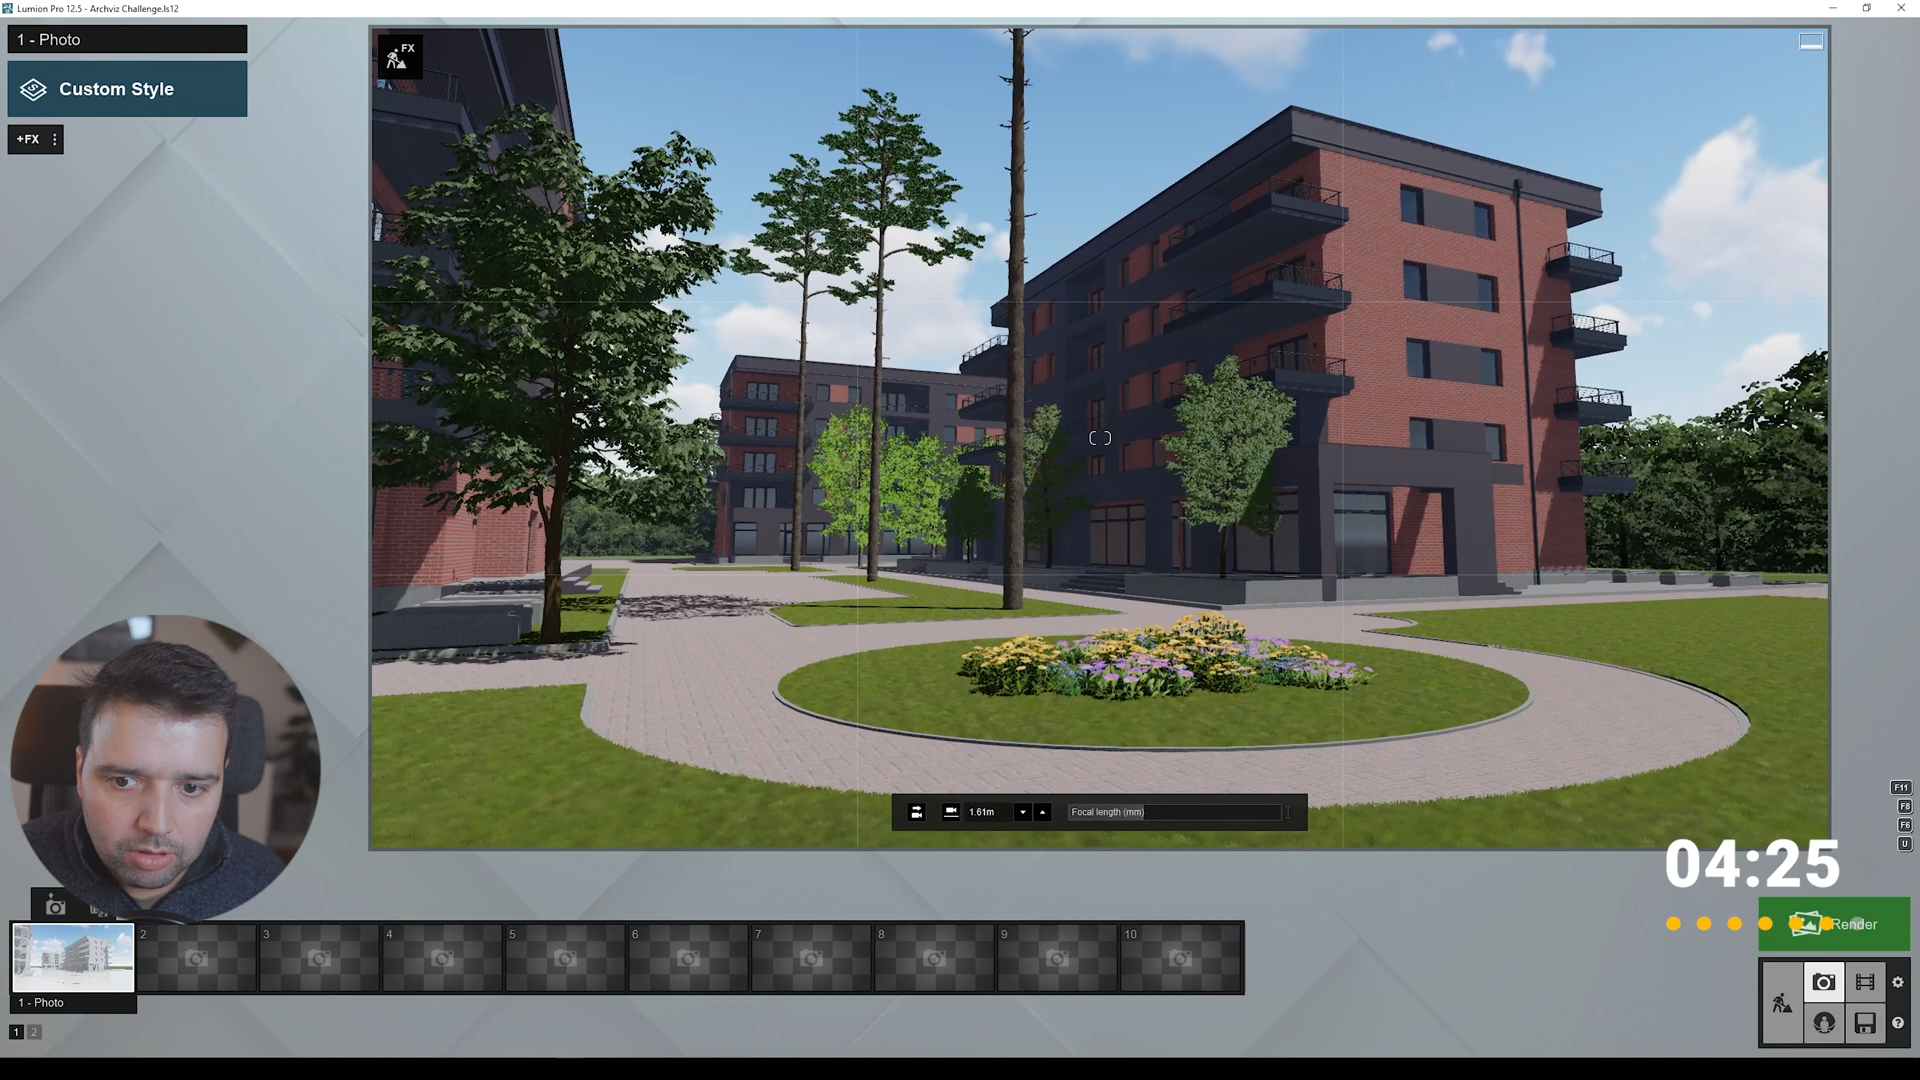 Lumion Pro 12.5 - Archviz Challenge.ls12
1 - Photo
Custom Style
+FX
FX
1.61m
Focal length (mm)
F11
F8
F6
U
04:25
Render
1 - Photo
2
3
4
5
6
7
8
9
10
1
2
?